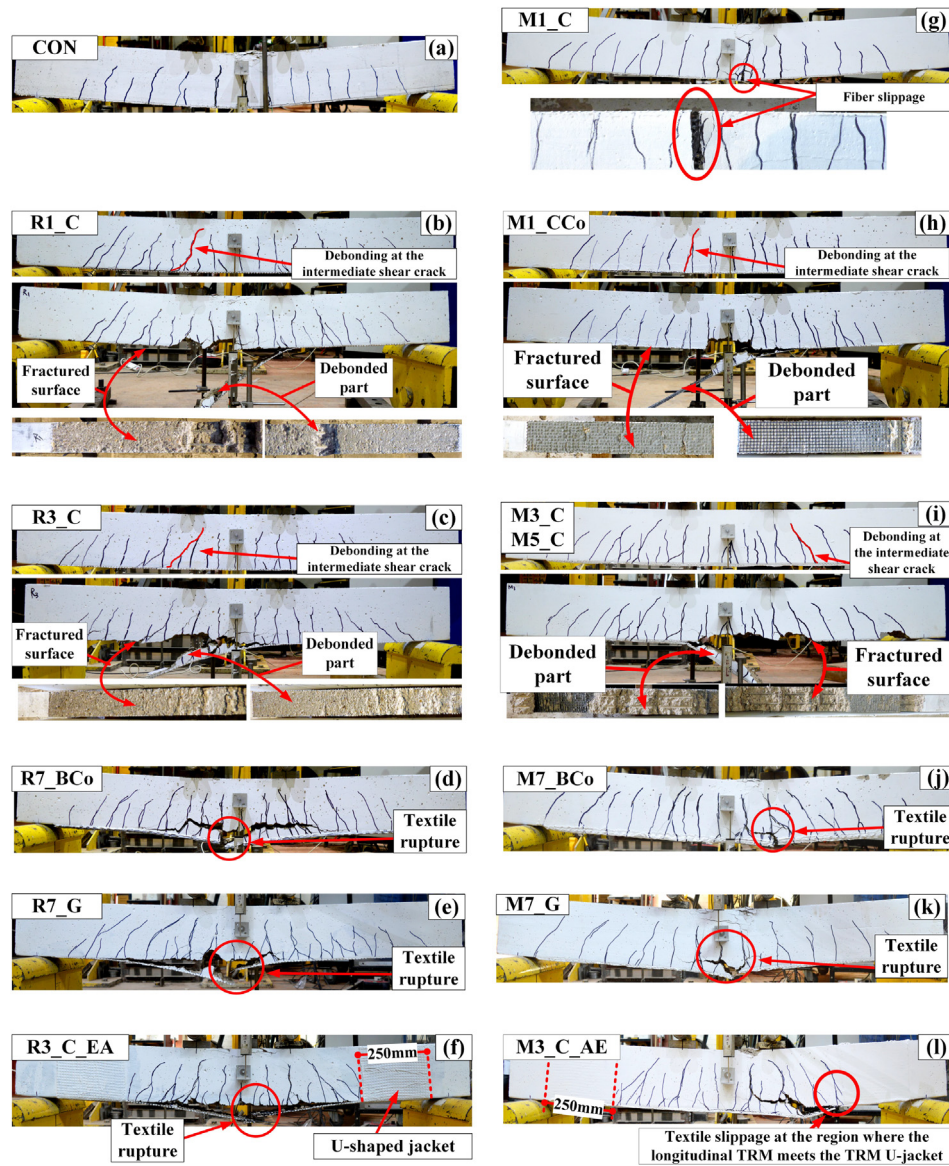 CON
(a)
R1_C
(b)
Debonding at the
intermediate shear crack
R1
Fractured
surface
Debonded
part
R3_C
(c)
Debonding at the
intermediate shear crack
R3
Fractured
surface
Debonded
part
R7_BCo
(d)
Textile
rupture
R7_G
(e)
Textile
rupture
R3_C_EA
(f)
250mm
Textile
rupture
U-shaped jacket
M1_C
(g)
Fiber slippage
M1_CCo
(h)
Debonding at the
intermediate shear crack
Fractured
surface
Debonded
part
M3_C
M5_C
(i)
Debonding at
the intermediate
shear crack
Debonded
part
Fractured
surface
M7_BCo
(j)
Textile
rupture
M7_G
(k)
Textile
rupture
M3_C_AE
(l)
250mm
Textile slippage at the region where the
longitudinal TRM meets the TRM U-jacket